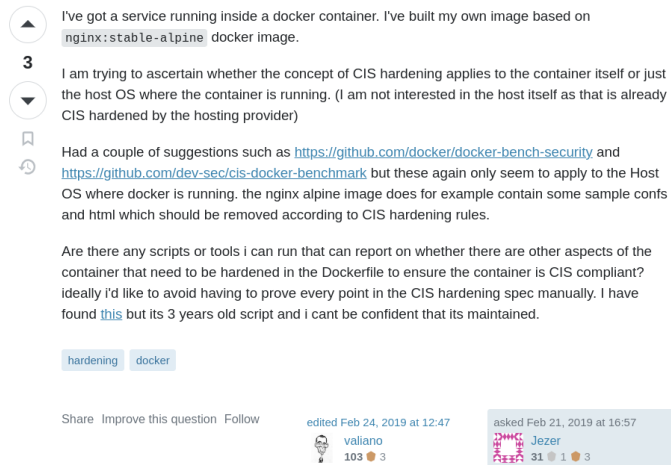 I've got a service running inside a docker container. I've built my own image based on
nginx:stable-alpine docker image.
3
I am trying to ascertain whether the concept of CIS hardening applies to the container itself or just
the host OS where the container is running. (I am not interested in the host itself as that is already
CIS hardened by the hosting provider)
Had a couple of suggestions such as https://github.com/docker/docker-bench-security and
https://github.com/dev-sec/cis-docker-benchmark but these again only seem to apply to the Host
OS where docker is running. the nginx alpine image does for example contain some sample confs
and html which should be removed according to CIS hardening rules.
Are there any scripts or tools i can run that can report on whether there are other aspects of the
container that need to be hardened in the Dockerfile to ensure the container is CIS compliant?
ideally i'd like to avoid having to prove every point in the CIS hardening spec manually. I have
found this but its 3 years old script and i cant be confident that its maintained.
hardening docker
Share Improve this question Follow
edited Feb 24, 2019 at 12:47
valiano
103 3
asked Feb 21, 2019 at 16:57
Jezer
31 1 3